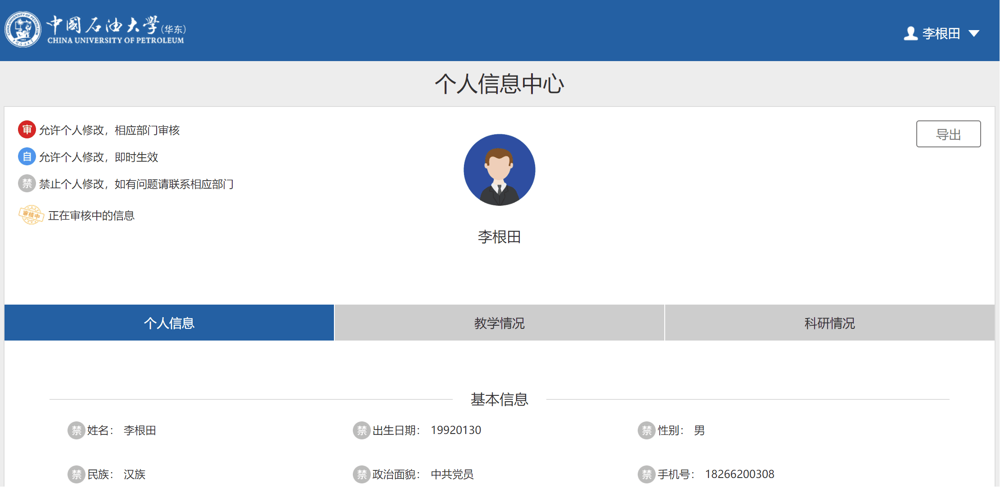 中國石油大學(华东)
CHINA UNIVERSITY OF PETROLEUM
李根田
个人信息中心
审 允许个人修改，相应部门审核
导出
自 允许个人修改，即时生效
禁 禁止个人修改，如有问题请联系相应部门
审核中 正在审核中的信息
李根田
个人信息 教学情况 科研情况
基本信息
禁 姓名： 李根田 禁 出生日期： 19920130 禁 性别： 男
禁 民族： 汉族 禁 政治面貌： 中共党员 禁 手机号： 18266200308